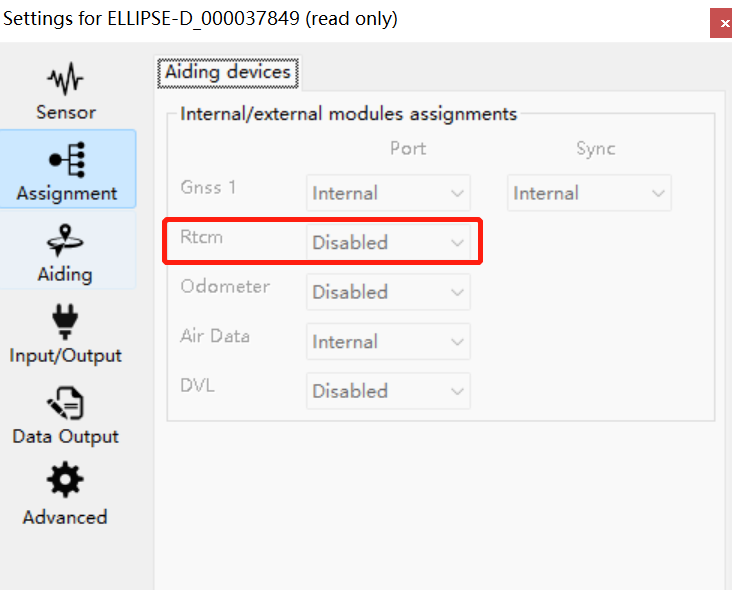 Settings for ELLIPSE-D_000037849 (read only)
Sensor
Assignment
Aiding
Input/Output
Data Output
Advanced
Aiding devices
Internal/external modules assignments
Port Sync
Gnss 1 Internal Internal
Rtcm Disabled
Odometer Disabled
Air Data Internal
DVL Disabled